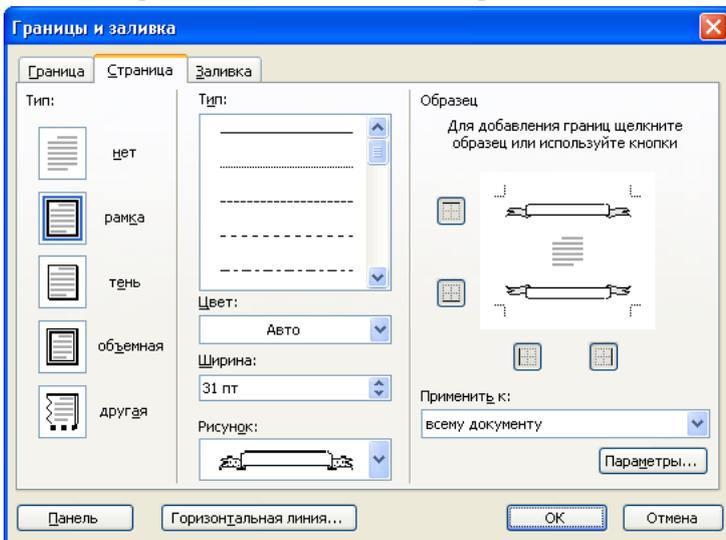 Границы и заливка
Граница
Страница
Заливка
Тип:
нет
рамка
тень
объемная
другая
Тип:
Цвет:
Авто
Ширина:
31 пт
Рисунок:
Образец
Для добавления границ щелкните
образец или используйте кнопки
Применить к:
всему документу
Параметры...
Панель
Горизонтальная линия...
ОК
Отмена